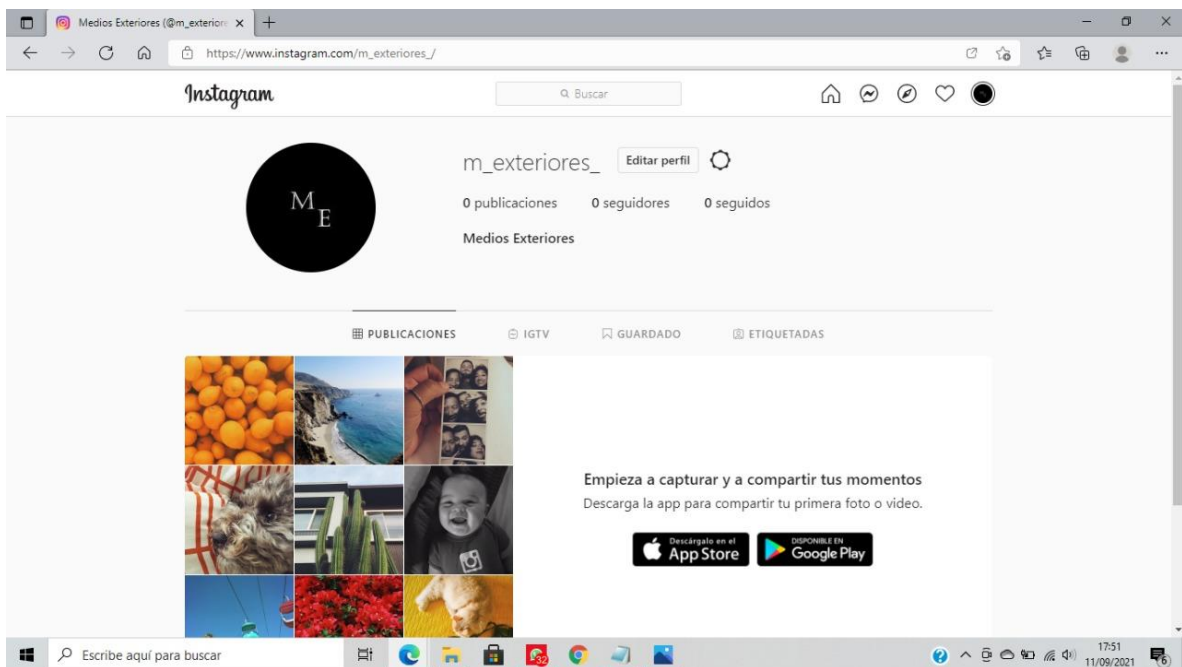 Medios Exteriores (@m_exteriore
https://www.instagram.com/m_exteriores_/
Instagram
Buscar
m_exteriores_ Editar perfil
0 publicaciones 0 seguidores 0 seguidos
Medios Exteriores
M
E
PUBLICACIONES IGTV GUARDADO ETIQUETADAS
Empieza a capturar y a compartir tus momentos
Descarga la app para compartir tu primera foto o video.
Descárgalo en el
App Store
DISPONIBLE EN
Google Play
Escribe aquí para buscar
32
17:51
11/09/2021
6